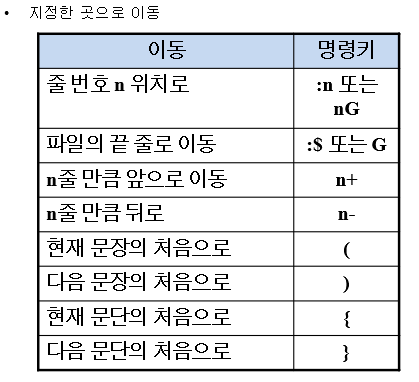 • 지정한 곳으로 이동
이동 명령키
줄 번호 n 위치로 :n 또는
nG
파일의 끝 줄로 이동 :$ 또는 G
n줄 만큼 앞으로 이동 n+
n줄 만큼 뒤로 n-
현재 문장의 처음으로 (
다음 문장의 처음으로 )
현재 문단의 처음으로 {
다음 문단의 처음으로 }